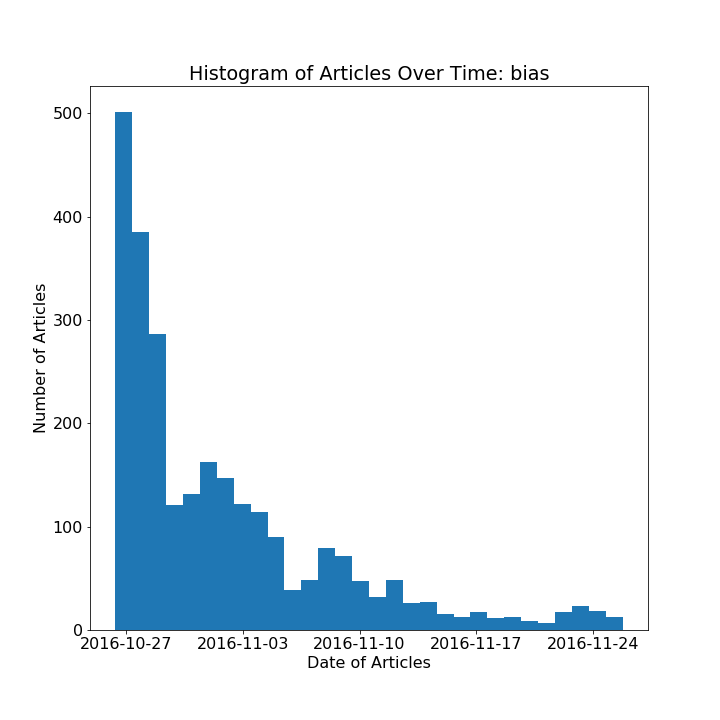 Histogram of Articles Over Time: bias
500
400
300
200
100
0
Number of Articles
2016-10-27 2016-11-03 2016-11-10 2016-11-17 2016-11-24
Date of Articles